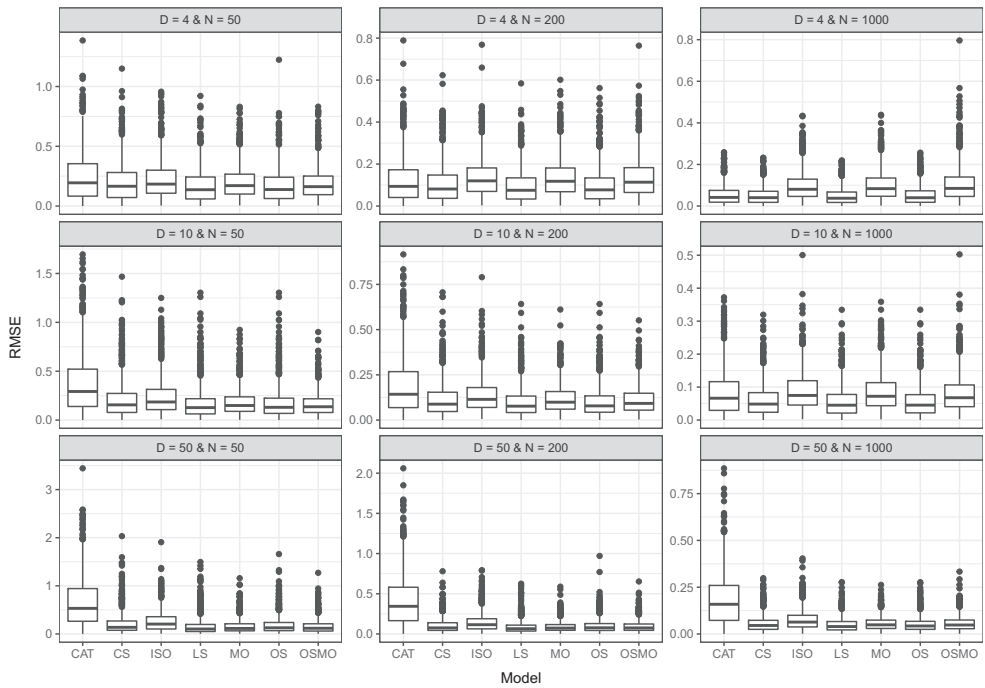 D = 4 & N = 50
D = 4 & N = 200
D = 4 & N = 1000
1.0
0.5
0.0
0.8
0.6
0.4
0.2
0.0
0.8
0.6
0.4
0.2
0.0
D = 10 & N = 50
D = 10 & N = 200
D = 10 & N = 1000
1.5
1.0
0.5
0.0
0.75
0.50
0.25
0.00
0.5
0.4
0.3
0.2
0.1
0.0
D = 50 & N = 50
D = 50 & N = 200
D = 50 & N = 1000
3
2
1
0
2.0
1.5
1.0
0.5
0.0
0.75
0.50
0.25
0.00
CAT CS ISO LS MO OS OSMO
CAT CS ISO LS MO OS OSMO
CAT CS ISO LS MO OS OSMO
RMSE
Model